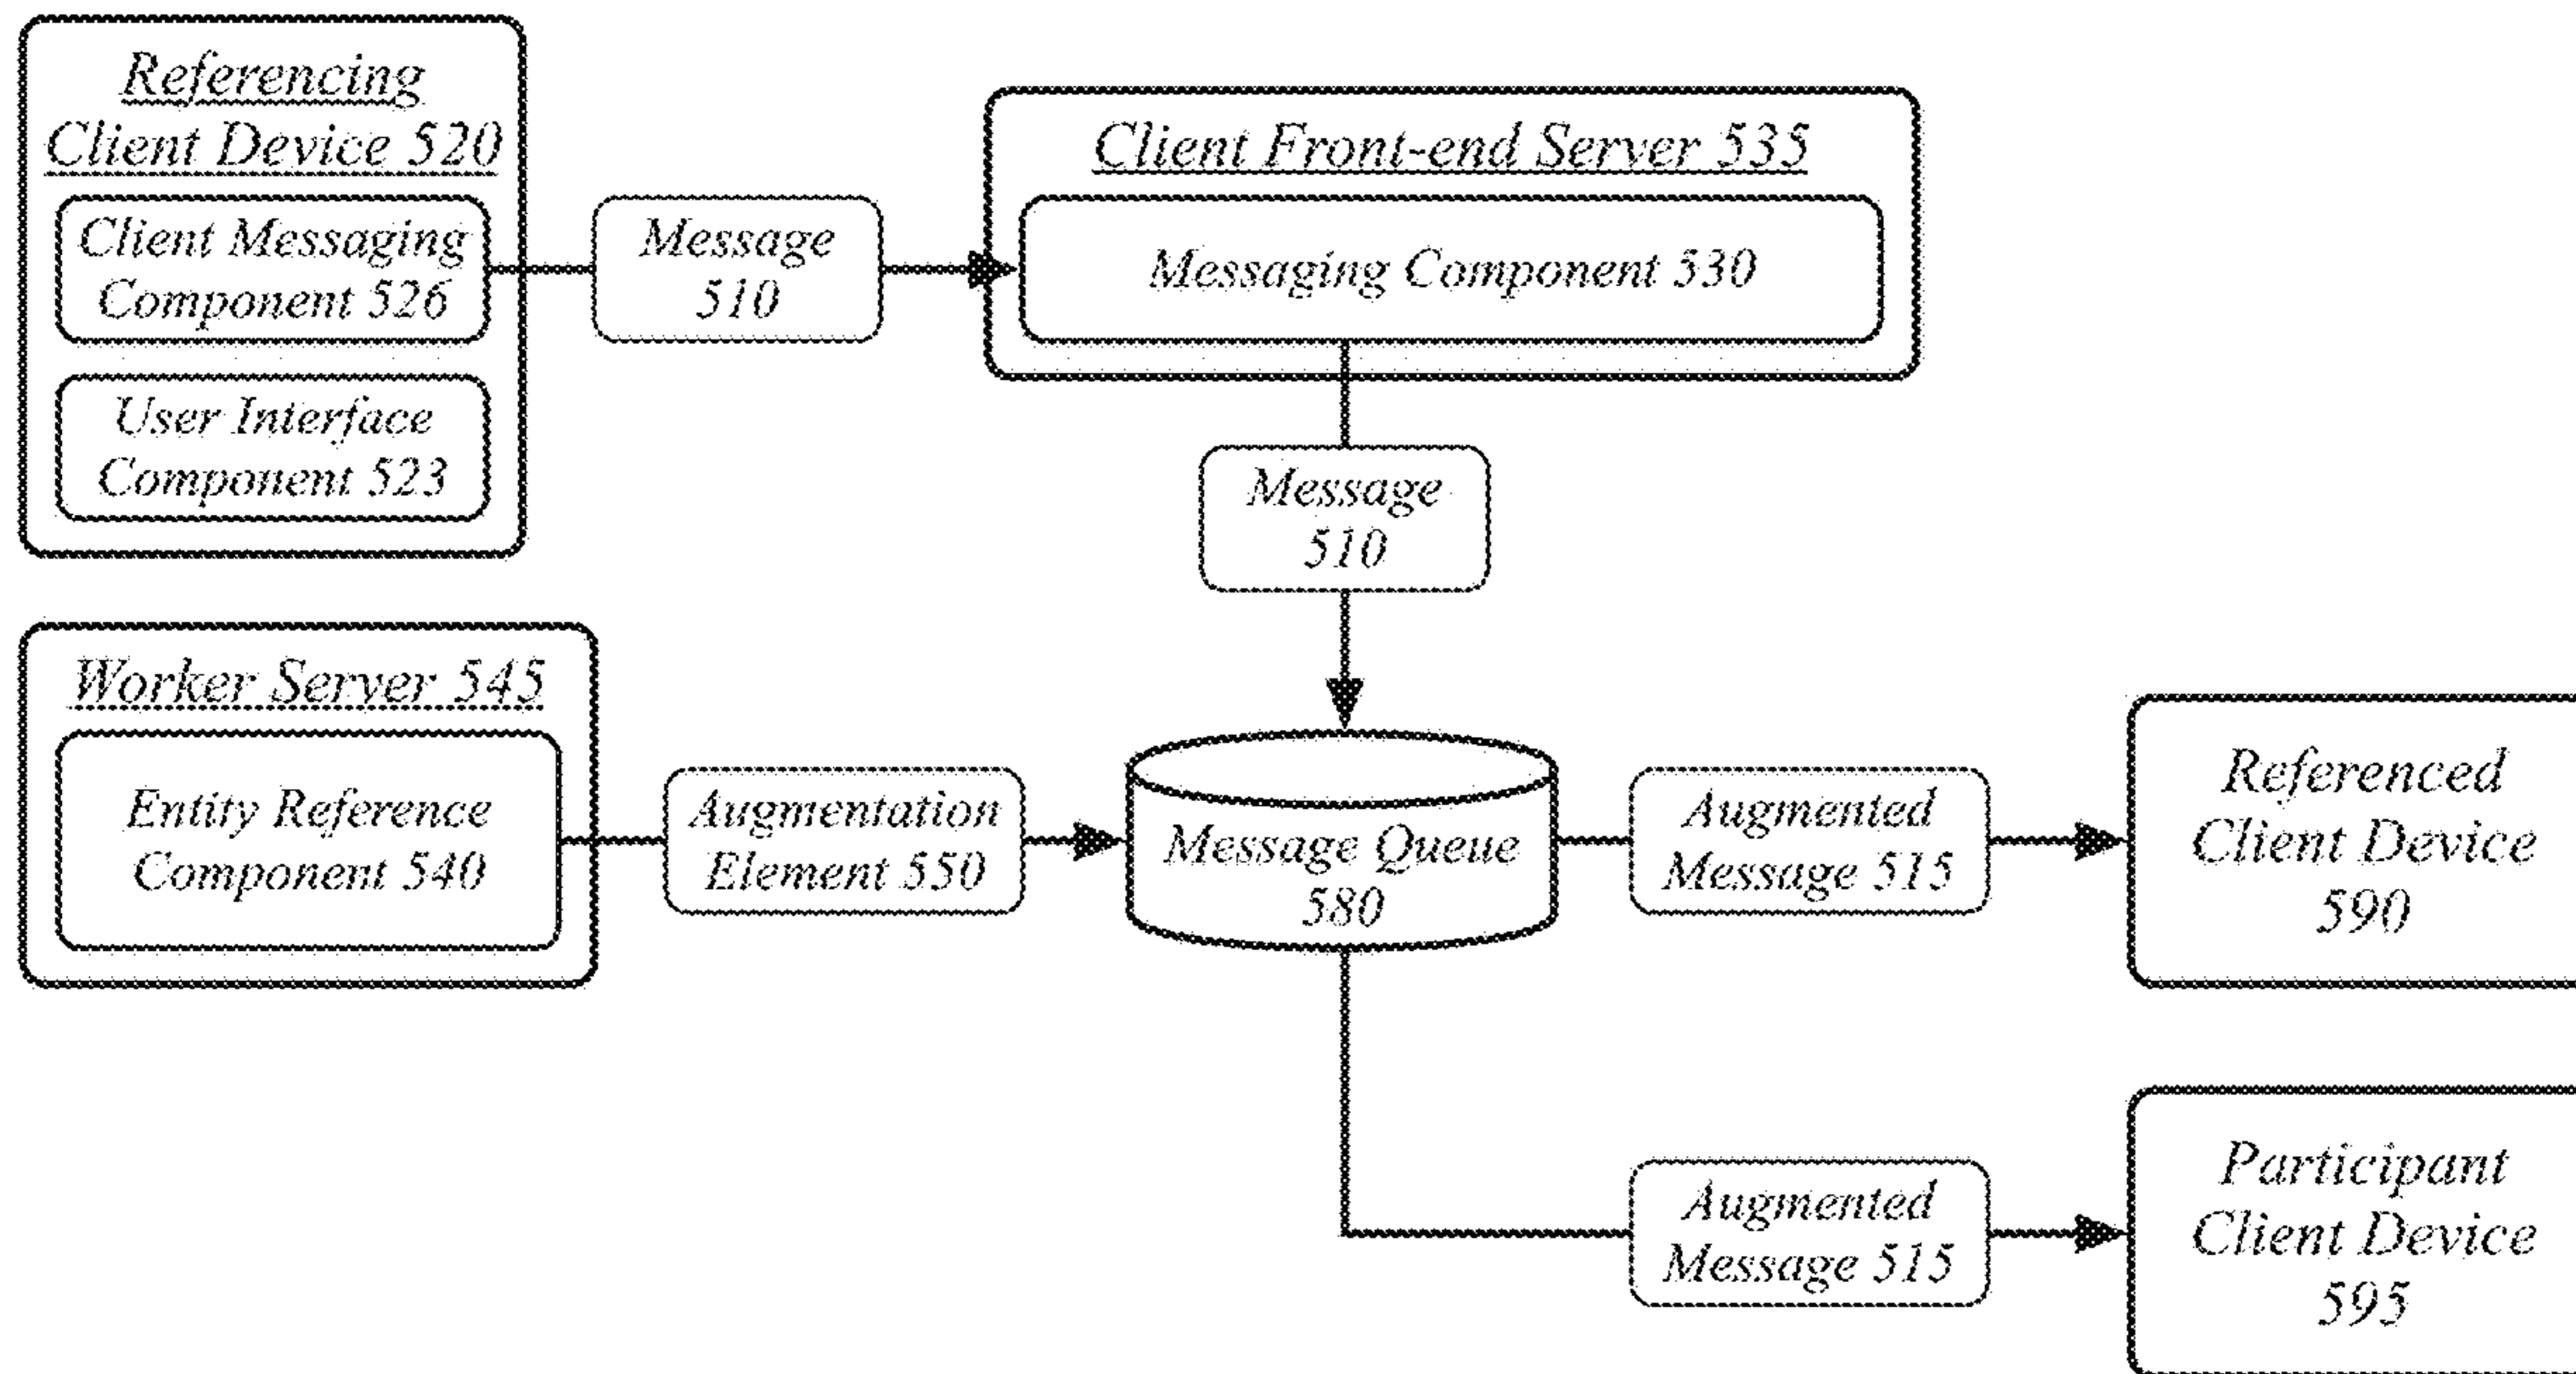 Referencing
Client Device 520
Client Messaging
Component 526
User Interface
Component 523
Message
510
Client Front-end Server 535
Messaging Component 530
Message
510
Worker Server 545
Entity Reference
Component 540
Augmentation
Element 550
Message Queue
580
Augmented
Message 515
Referenced
Client Device
590
Augmented
Message 515
Participant
Client Device
595